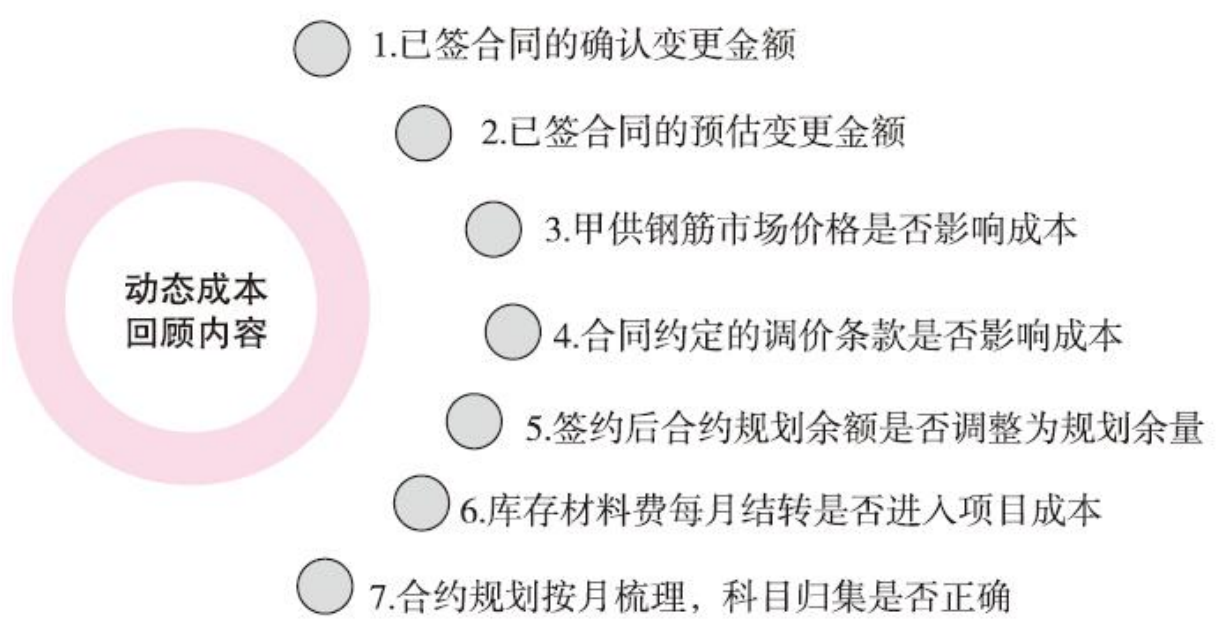 1.已签合同的确认变更金额
2.已签合同的预估变更金额
3.甲供钢筋市场价格是否影响成本
动态成本
回顾内容
4.合同约定的调价条款是否影响成本
5.签约后合约规划余额是否调整为规划余量
6.库存材料费每月结转是否进入项目成本
7.合约规划按月梳理，科目归集是否正确